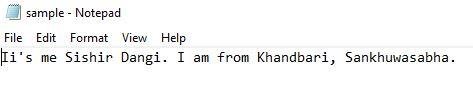 sample - Notepad
File Edit Format View Help
Ii's me Sishir Dangi. I am from Khandbari, Sankhuwasabha.